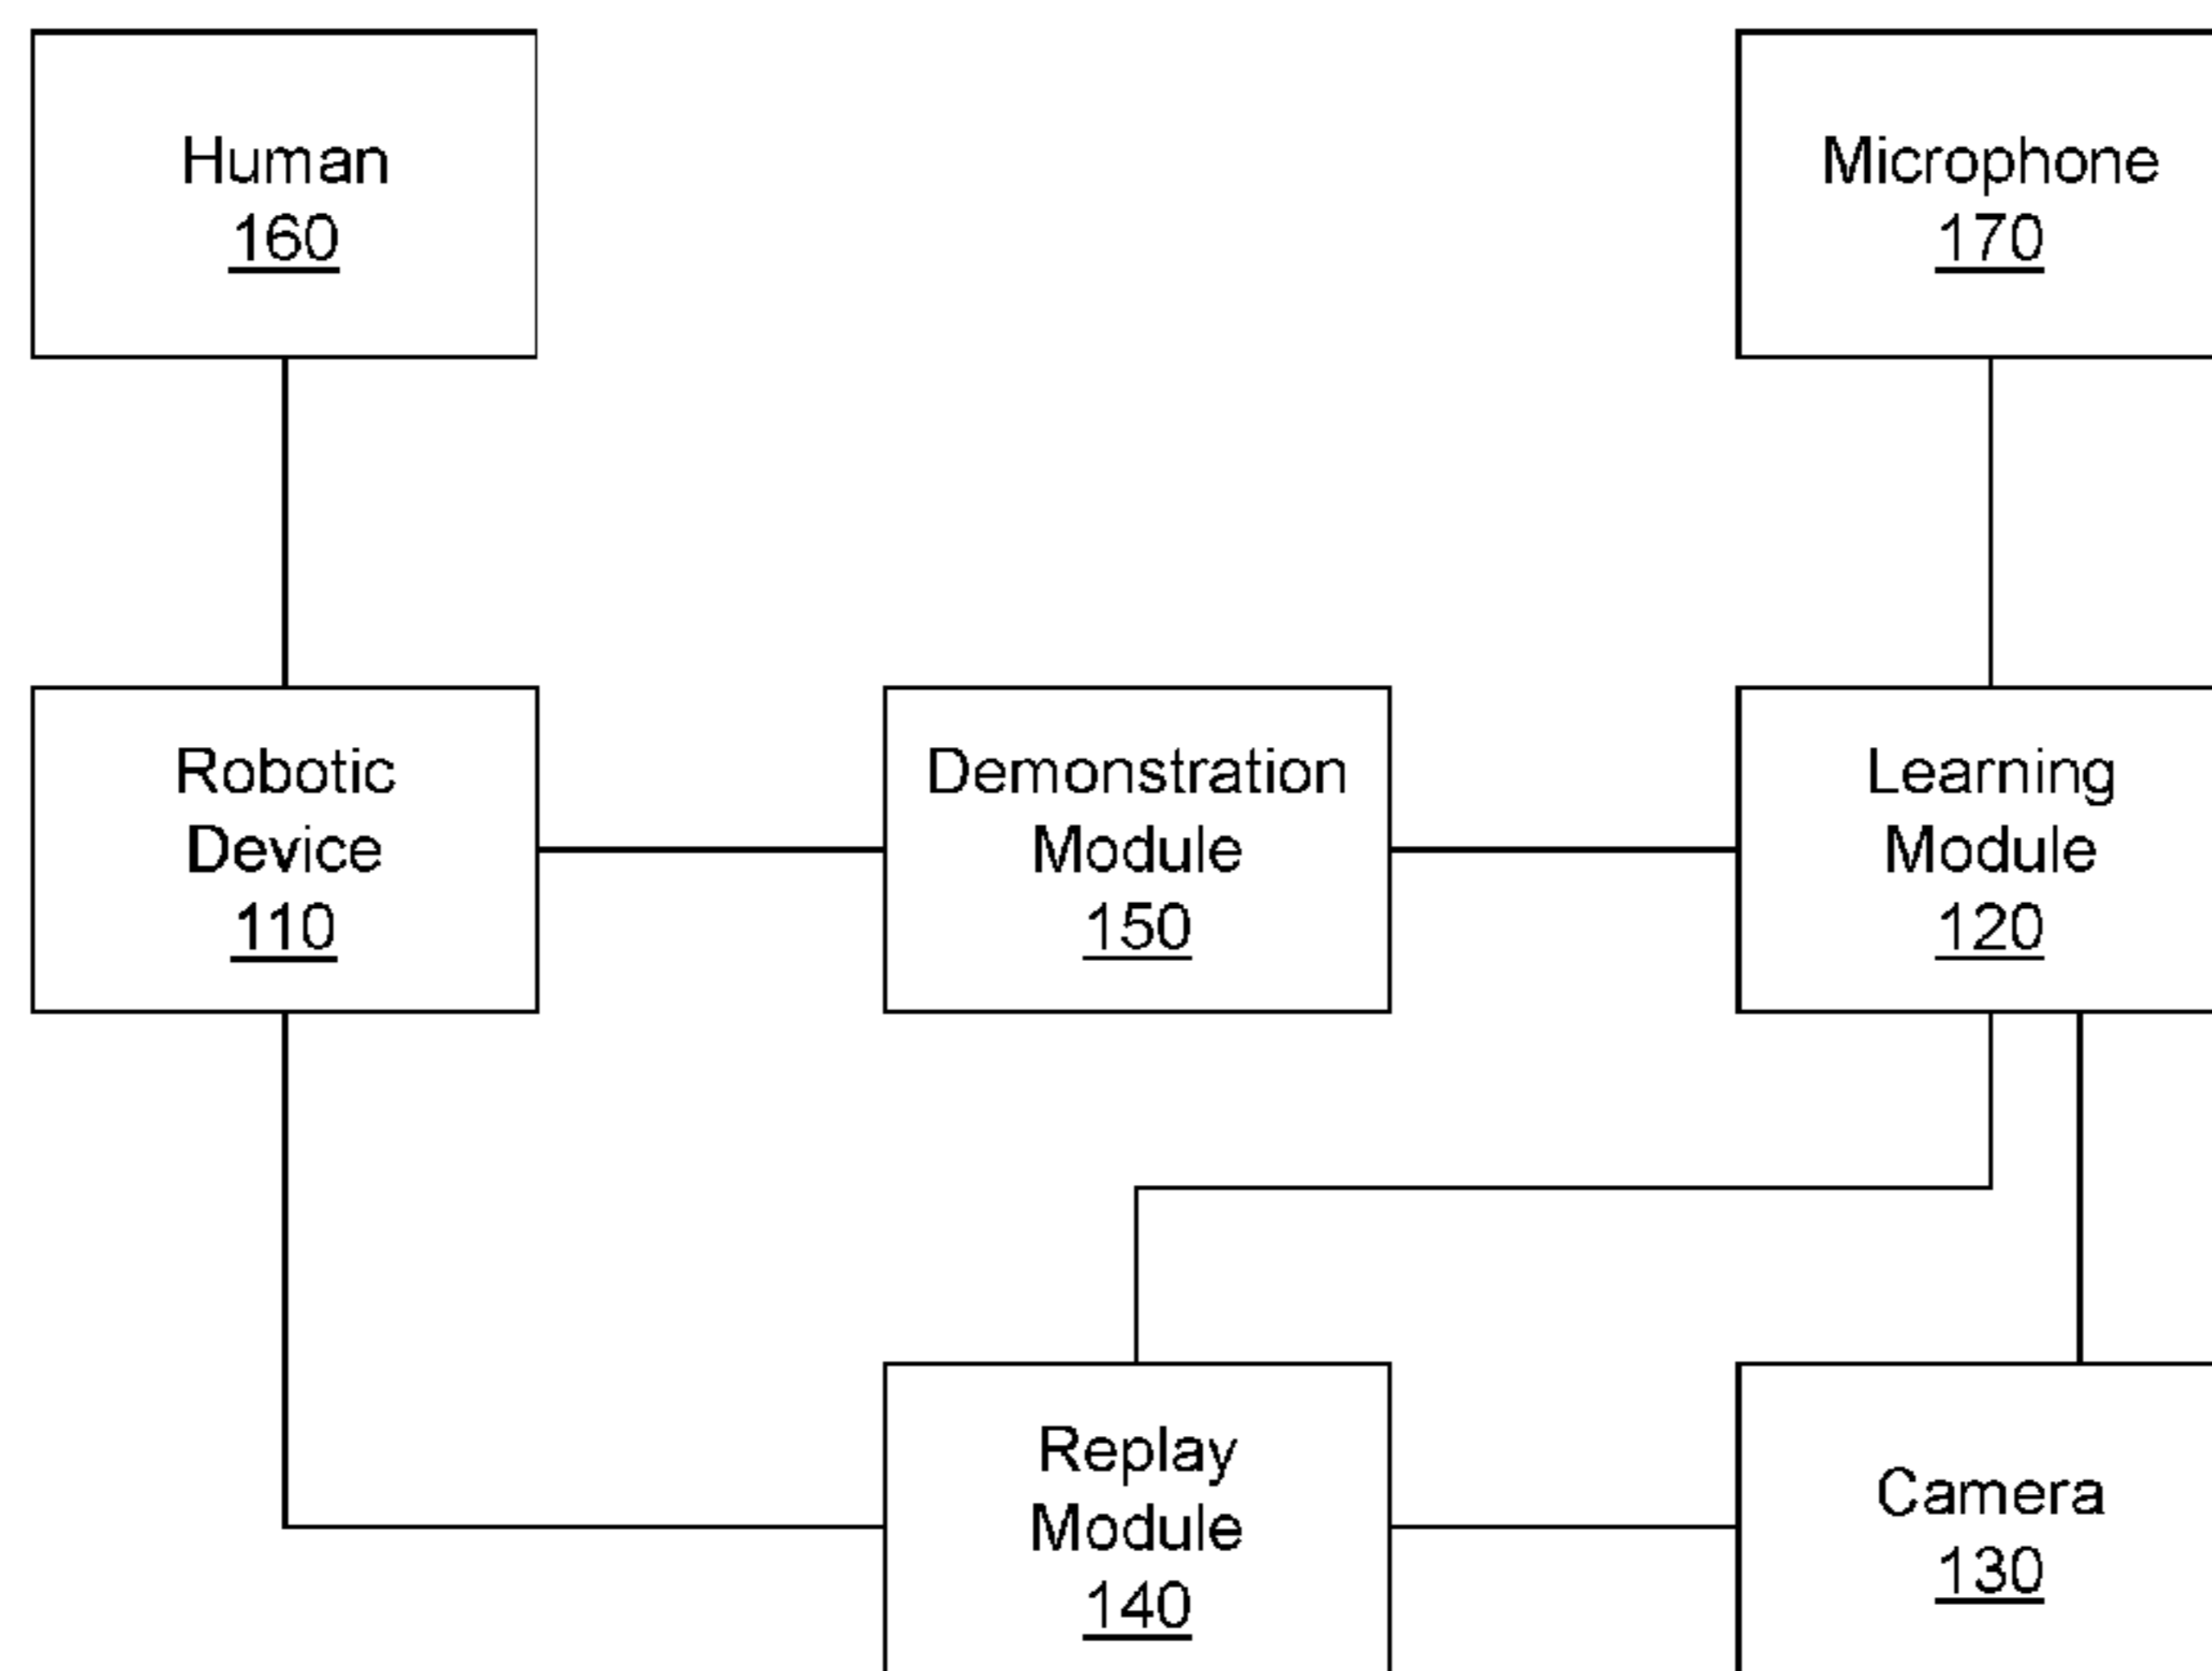 Human
160
Microphone
170
Robotic
Device
110
Demonstration
Module
150
Learning
Module
120
Replay
Module
140
Camera
130